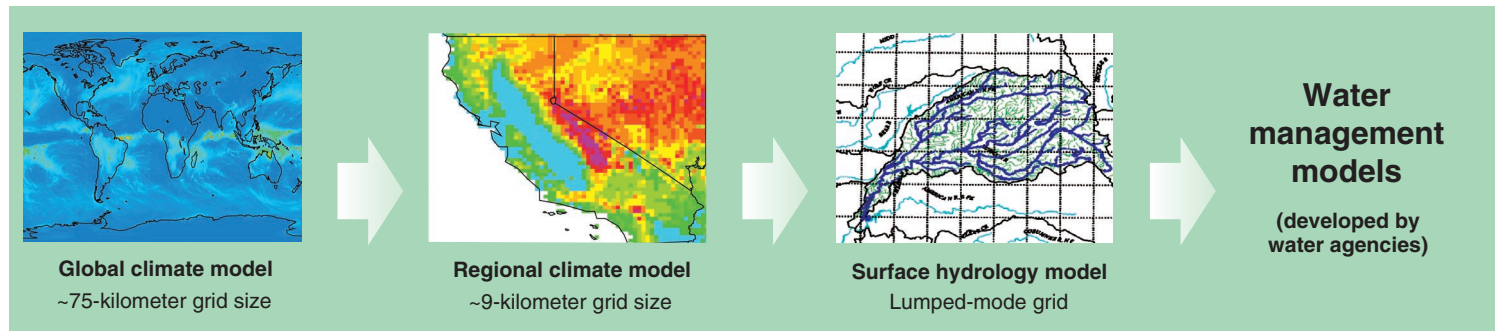 Global climate model
~75-kilometer grid size
Regional climate model
~9-kilometer grid size
Surface hydrology model
Lumped-mode grid
Water
management
models
(developed by
water agencies)